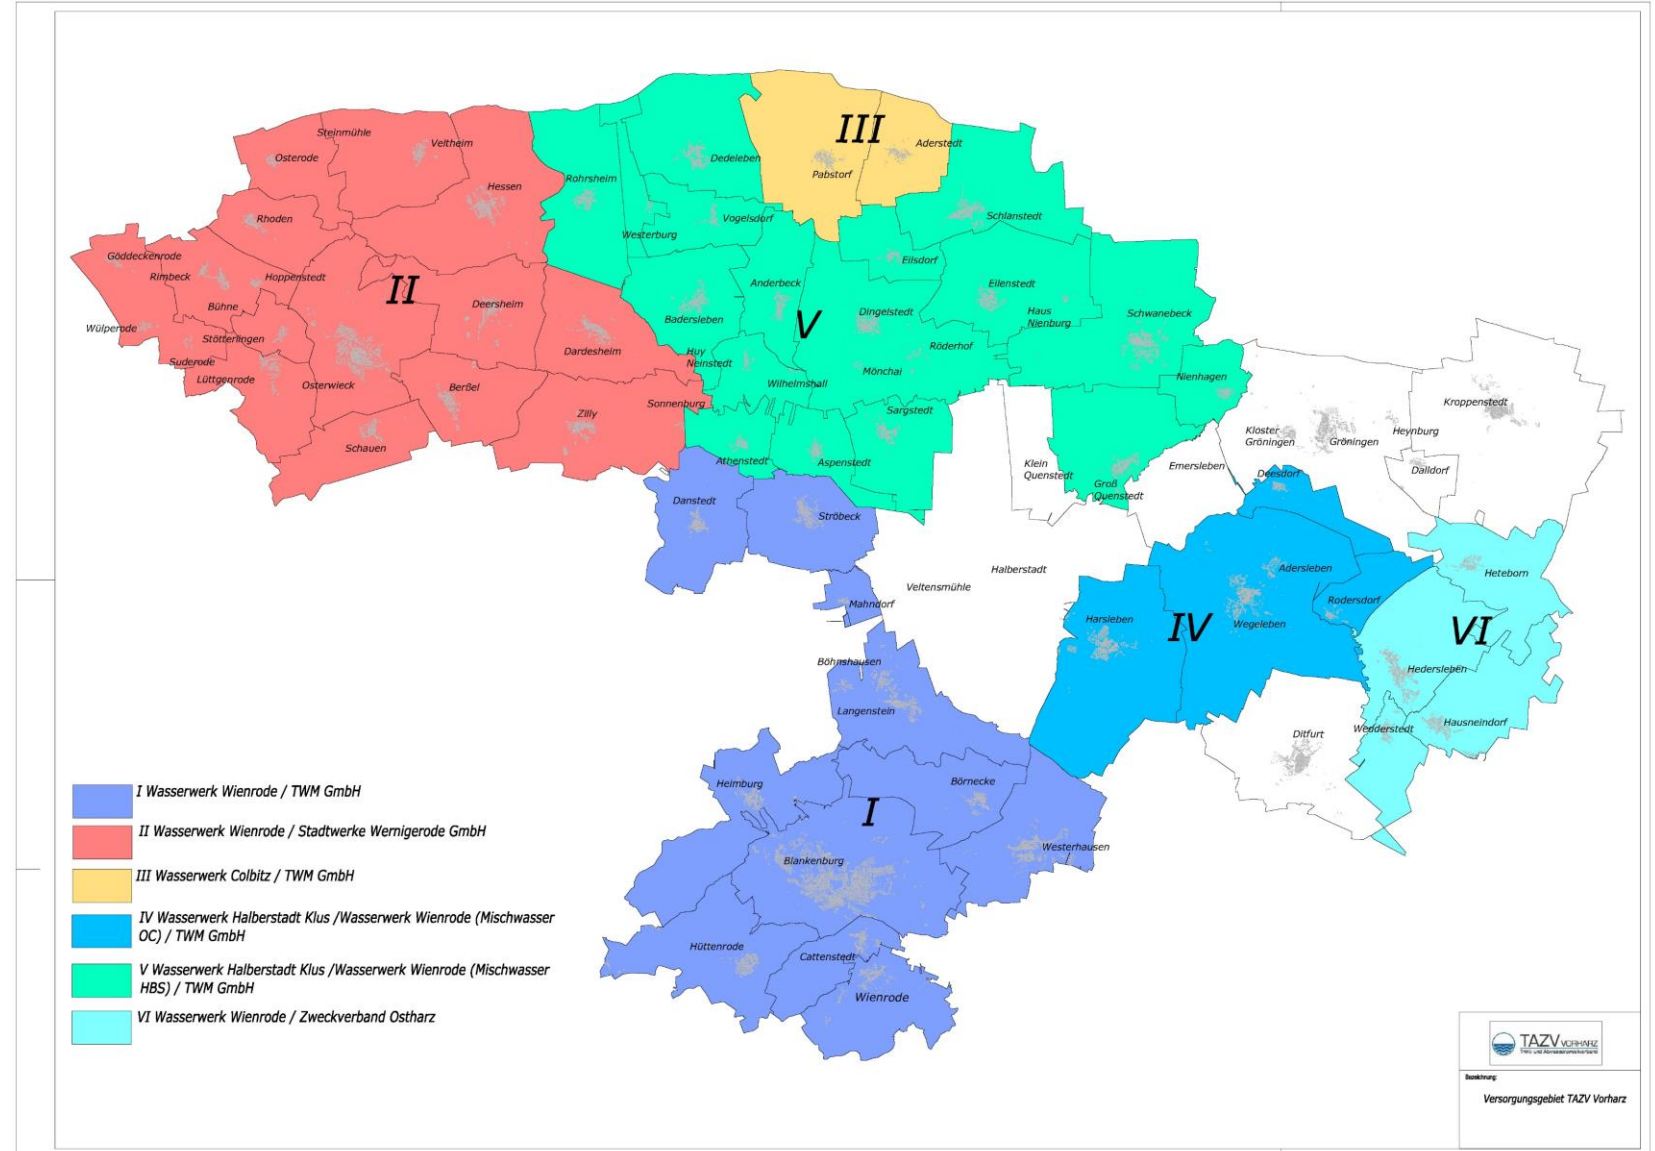 III
Steinmühle
Veltheim
Aderstedt
Osterode
Dedeleben
Pabstorf
Hessen
Rohrsheim
Rhoden
Vogelsdorf
Schlanstedt
Westerburg
Göddeckenrode
Eilsdorf
Rimbeck
Hoppenstedt
II
Anderbeck
Eilenstedt
Bühne
Deersheim
Badersleben
V
Dingelstedt
Haus
Nienburg
Schwanebeck
Wülperode
Stötterlingen
Röderhof
Dardesheim
Huy
Neinstedt
Suderode
Mönchai
Nienhagen
Lüttgenrode
Osterwieck
Berßel
Wilhelmshall
Sonnenburg
Zilly
Sargstedt
Kroppenstedt
Schauen
Kloster
Gröningen
Gröningen
Heynburg
Athenstedt
Aspenstedt
Klein
Quenstedt
Emersleben
Deesdorf
Dalldorf
Groß
Quenstedt
Danstedt
Ströbeck
Halberstadt
Adersleben
Heteborn
Veltensmühle
Mahndorf
Rodersdorf
Harsleben
IV
Wegeleben
VI
Böhnshausen
Hedersleben
Langenstein
Hausneindorf
Wedderstedt
Ditfurt
Heimburg
Börnecke
I
Westerhausen
Blankenburg
Hüttenrode
Cattenstedt
Wienrode
I Wasserwerk Wienrode / TWM GmbH
II Wasserwerk Wienrode / Stadtwerke Wernigerode GmbH
III Wasserwerk Colbitz / TWM GmbH
IV Wasserwerk Halberstadt Klus /Wasserwerk Wienrode (Mischwasser
OC) / TWM GmbH
V Wasserwerk Halberstadt Klus /Wasserwerk Wienrode (Mischwasser
HBS) / TWM GmbH
VI Wasserwerk Wienrode / Zweckverband Ostharz
TAZV VORHARZ
Trink- und Abwasserzweckverband
Bezeichnung:
Versorgungsgebiet TAZV Vorharz